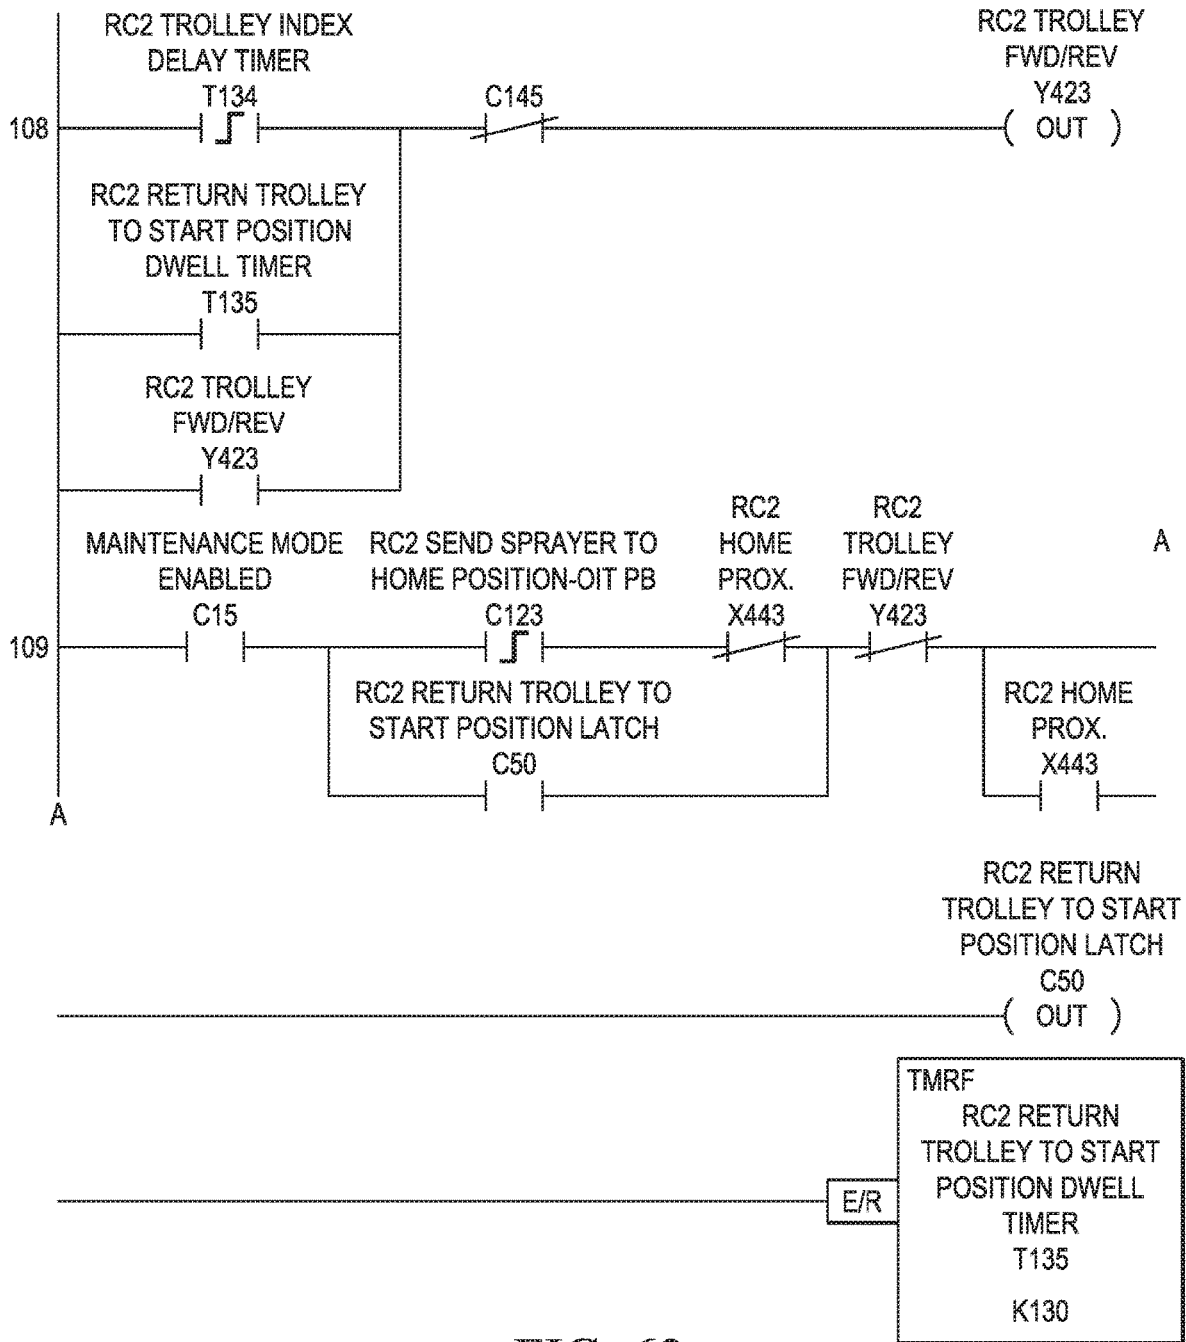 RC2 TROLLEY INDEX
DELAY TIMER
T134
C145
RC2 TROLLEY
FWD/REV
Y423
108
( OUT )
RC2 RETURN TROLLEY
TO START POSITION
DWELL TIMER
T135
RC2 TROLLEY
FWD/REV
Y423
MAINTENANCE MODE
ENABLED
C15
RC2 SEND SPRAYER TO
HOME POSITION-OIT PB
C123
RC2
HOME
PROX.
X443
RC2
TROLLEY
FWD/REV
Y423
A
109
RC2 RETURN TROLLEY TO
START POSITION LATCH
C50
RC2 HOME
PROX.
X443
A
RC2 RETURN
TROLLEY TO START
POSITION LATCH
C50
( OUT )
TMRF
RC2 RETURN
TROLLEY TO START
POSITION DWELL
TIMER
T135
K130
E/R